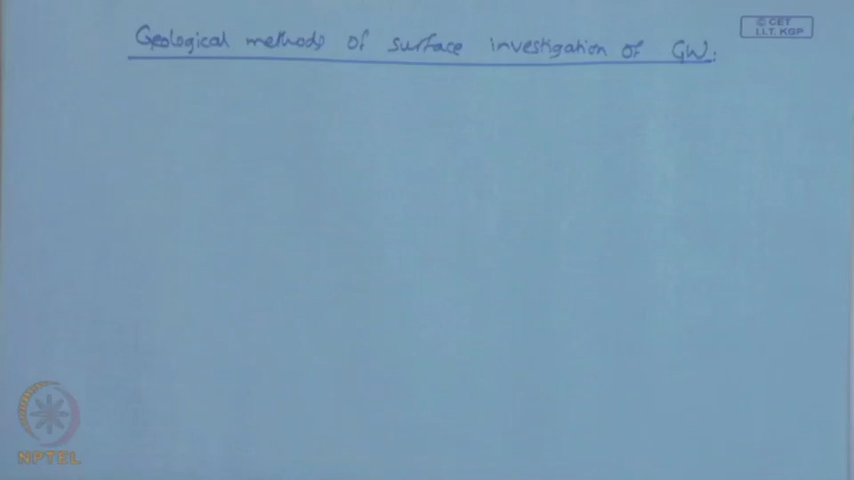 Geological methods of surface investigation of GW.
© CET
I.I.T. KGP
NPTEL